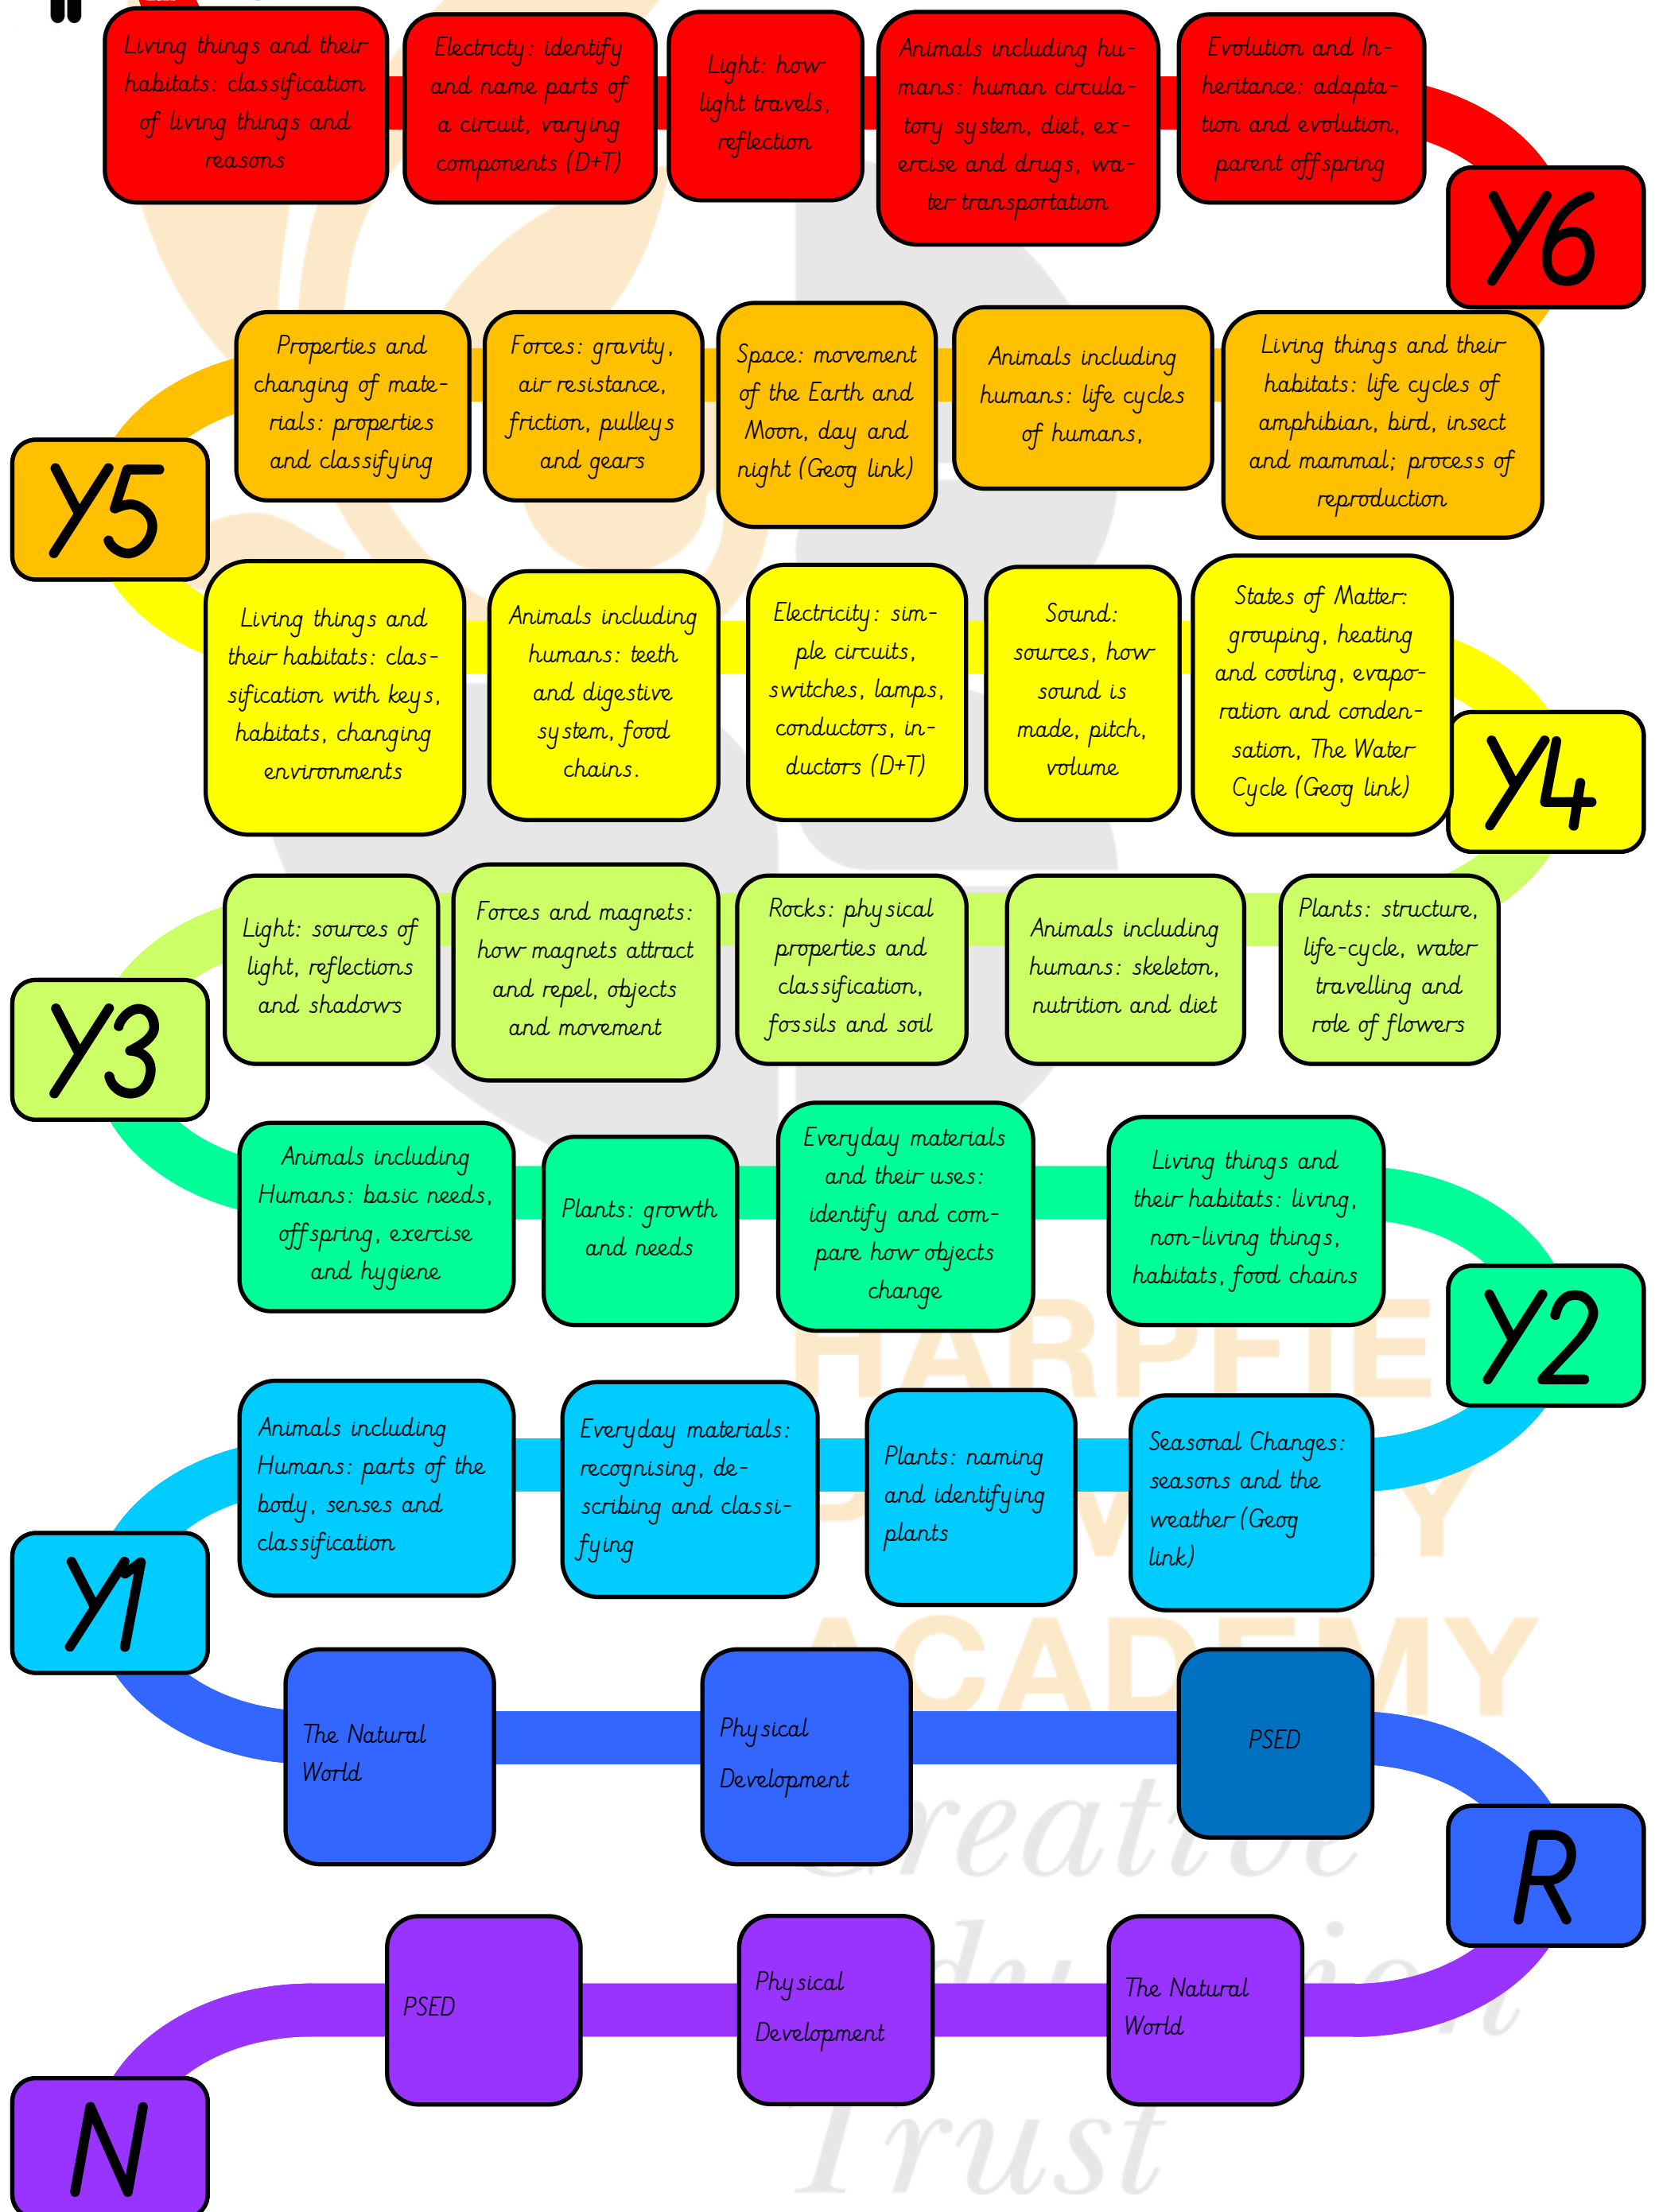 Living things and their
habitats: classification
of living things and
reasons
Electricty: identify
and name parts of
a circuit, varying
components (D+T)
Light: how
light travels,
reflection
Animals including hu-
mans: human circula-
tory system, diet, ex-
ercise and drugs, wa-
ter transportation
Evolution and In-
heritance: adapta-
tion and evolution,
parent offspring
Y6
Properties and
changing of mate-
rials: properties
and classifying
Forces: gravity,
air resistance,
friction, pulleys
and gears
Space: movement
of the Earth and
Moon, day and
night (Geog link)
Animals including
humans: life cycles
of humans,
Living things and their
habitats: life cycles of
amphibian, bird, insect
and mammal; process of
reproduction
Y5
Living things and
their habitats: clas-
sification with keys,
habitats, changing
environments
Animals including
humans: teeth
and digestive
system, food
chains.
Electricity: sim-
ple circuits,
switches, lamps,
conductors, in-
ductors (D+T)
Sound:
sources, how
sound is
made, pitch,
volume
States of Matter:
grouping, heating
and cooling, evapo-
ration and conden-
sation, The Water
Cycle (Geog link)
Y4
Light: sources of
light, reflections
and shadows
Forces and magnets:
how magnets attract
and repel, objects
and movement
Rocks: physical
properties and
classification,
fossils and soil
Animals including
humans: skeleton,
nutrition and diet
Plants: structure,
life-cycle, water
travelling and
role of flowers
Y3
Animals including
Humans: basic needs,
offspring, exercise
and hygiene
Plants: growth
and needs
Everyday materials
and their uses:
identify and com-
pare how objects
change
Living things and
their habitats: living,
non-living things,
habitats, food chains
Y2
Animals including
Humans: parts of the
body, senses and
classification
Everyday materials:
recognising, de-
scribing and classi-
fying
Plants: naming
and identifying
plants
Seasonal Changes:
seasons and the
weather (Geog
link)
Y1
The Natural
World
Physical
Development
PSED
R
PSED
Physical
Development
The Natural
World
N
ACADEMY
Creative
Trust